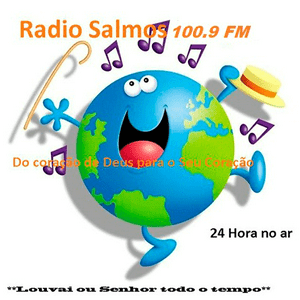 Radio Salmos 100.9 FM
Do coração de Deus para o Seu Coração
24 Hora no ar
"Louvai ou Senhor todo o tempo"